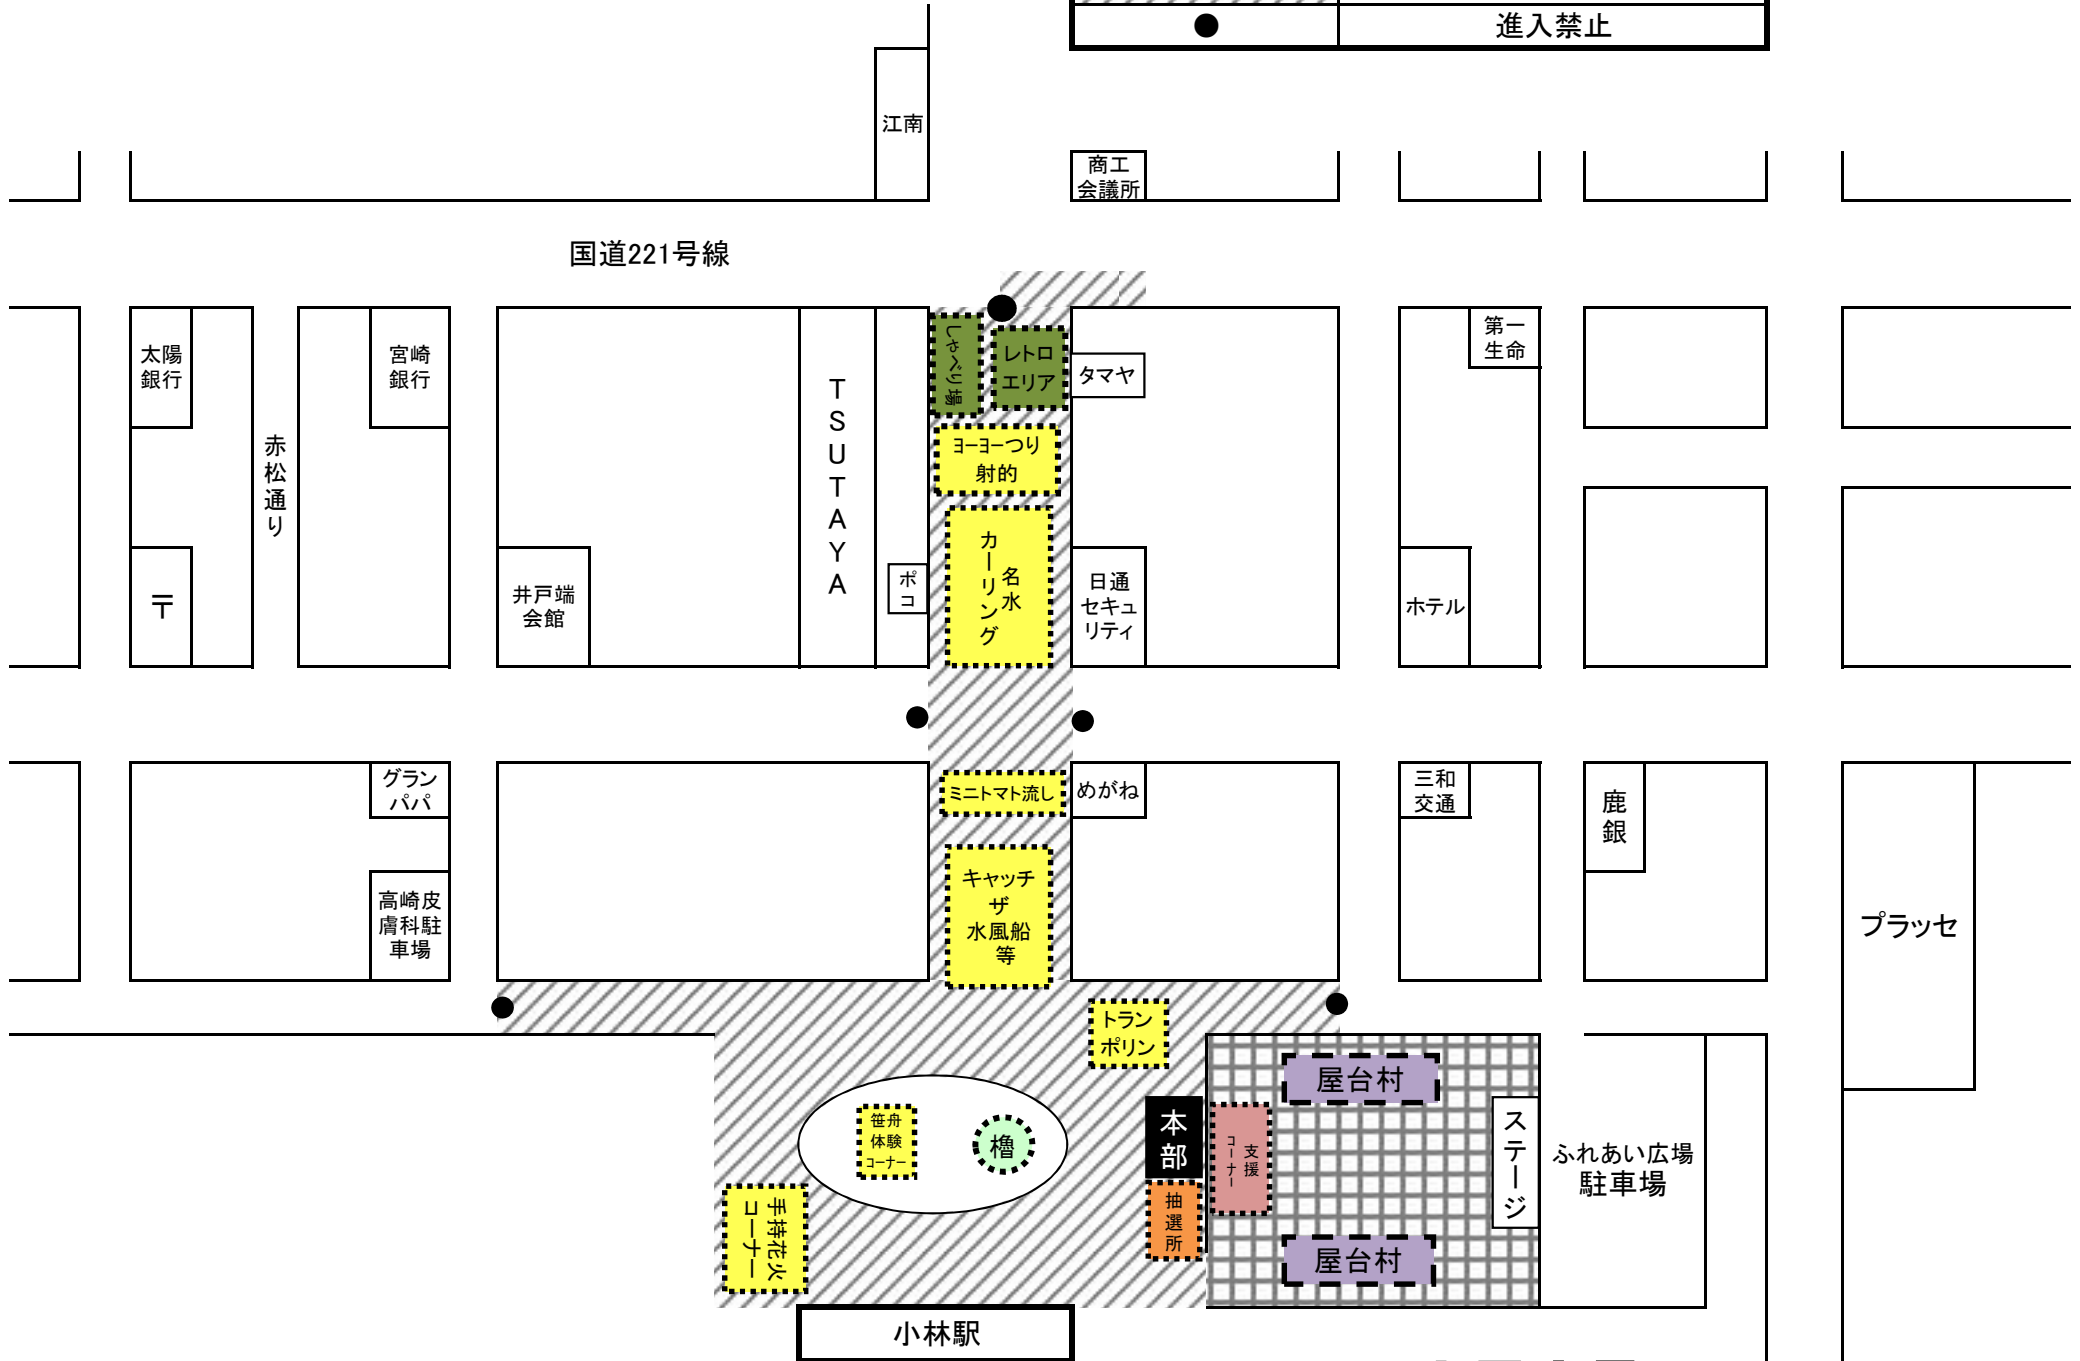 進入禁止
江南
商工
会議所
国道221号線
太陽
銀行
宮崎
銀行
赤松通り
〒
井戸端
会館
TSUTAYA
ポコ
しゃべり場
レトロ
エリア
タマヤ
ヨーヨーつり
射的
名水
カーリング
日通
セキュ
リティ
第一
生命
ホテル
グラン
パパ
高崎皮
膚科駐
車場
ミニトマト流し
めがね
キャッチ
ザ
水風船
等
三和
交通
鹿銀
プラッセ
トラン
ポリン
笹舟
体験
コーナー
櫓
手持花火
コーナー
本部
抽選所
支援
コーナー
屋台村
屋台村
ステージ
ふれあい広場
駐車場
小林駅